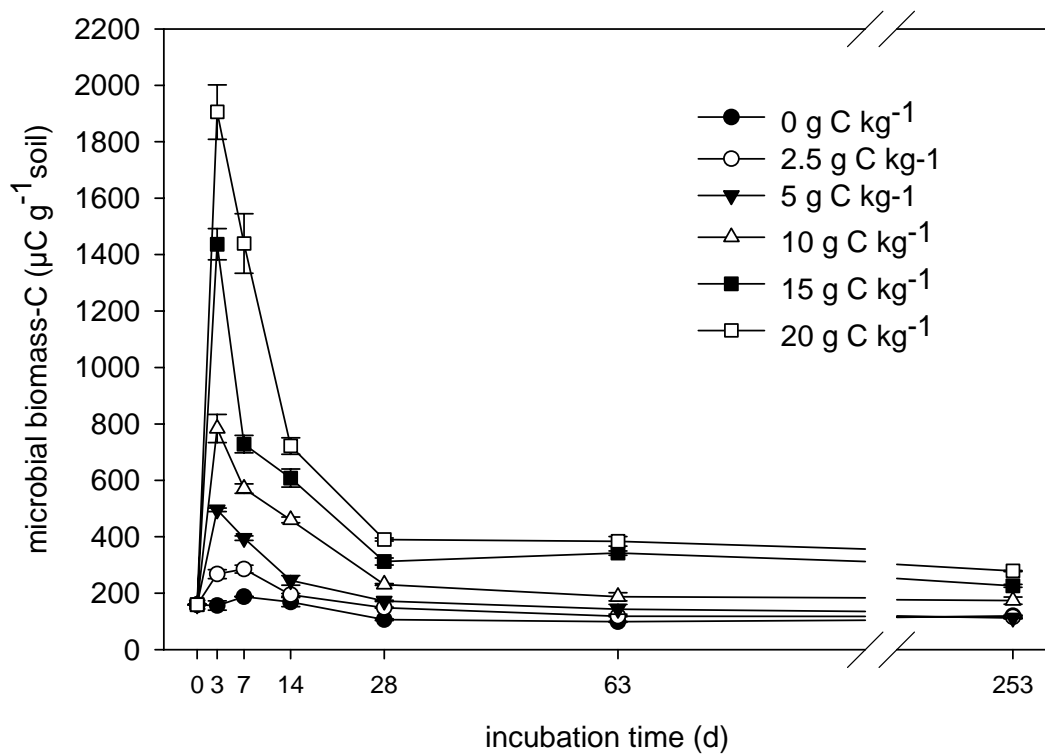 2200
2000
1800
1600
1400
1200
1000
800
600
400
200
0
microbial biomass-C (µC g⁻¹ soil)
0 g C kg⁻¹
2.5 g C kg-1
5 g C kg-1
10 g C kg⁻¹
15 g C kg⁻¹
20 g C kg⁻¹
0 3 7 14 28 63 253
incubation time (d)